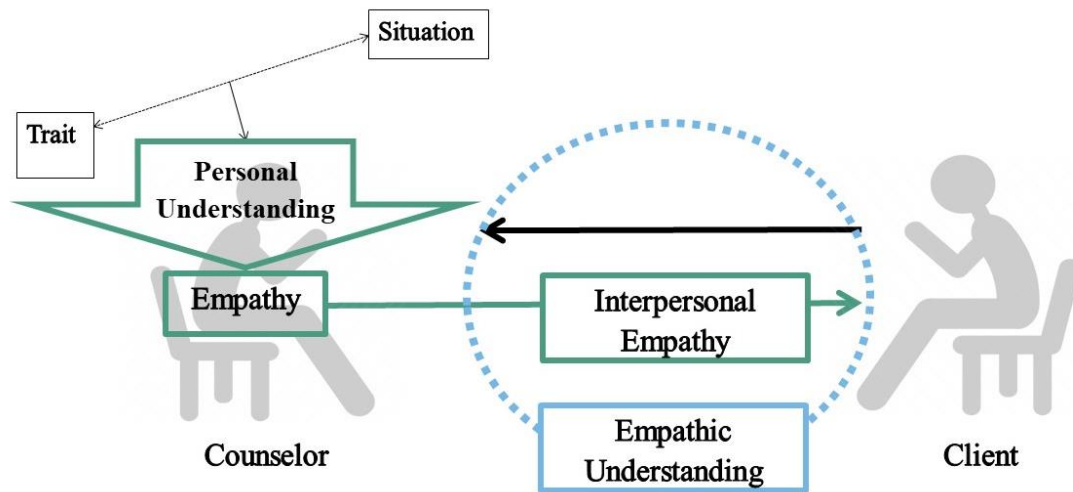 Situation
Trait
Personal
Understanding
Empathy
Interpersonal
Empathy
Empathic
Understanding
Counselor
Client